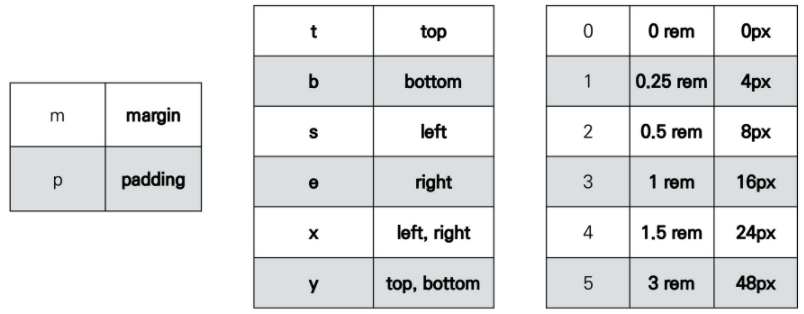 m margin
p padding
t top
b bottom
s left
e right
x left, right
y top, bottom
0 0 rem 0px
1 0.25 rem 4px
2 0.5 rem 8px
3 1 rem 16px
4 1.5 rem 24px
5 3 rem 48px